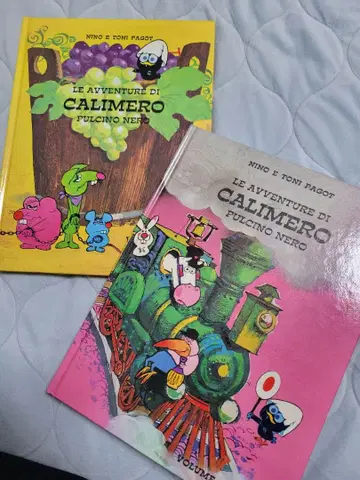 NINO E TONI PAGOT
LE AVVENTURE DI
CALIMERO
PULCINO NERO
NINO E TONI PAGOT
LE AVVENTURE DI
CALIMERO
PULCINO NERO
VOLUME